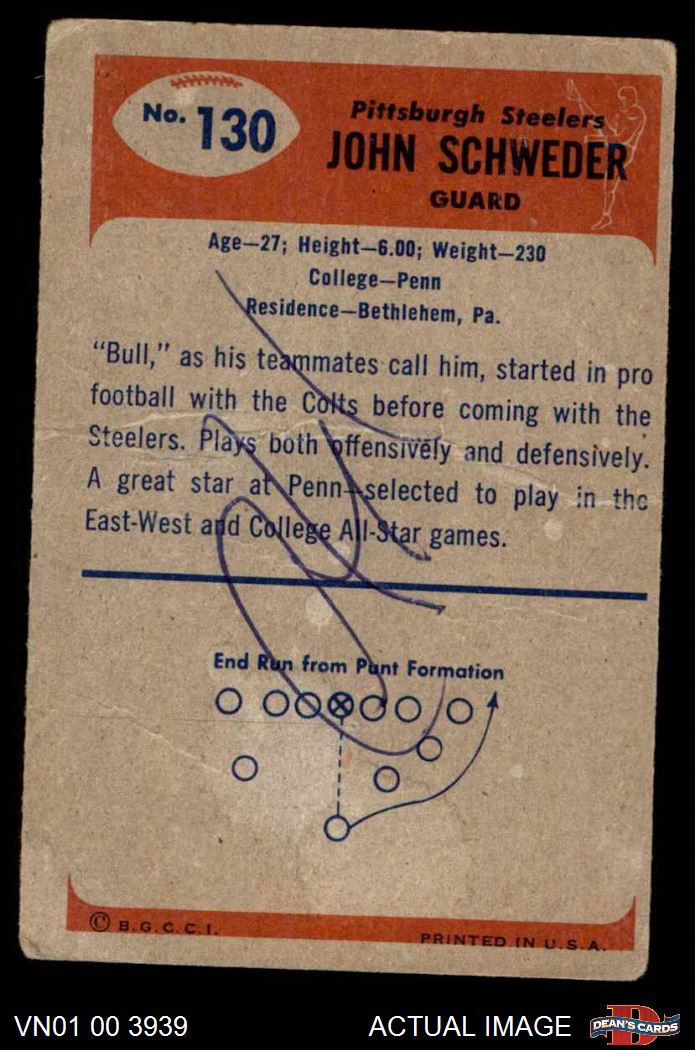 No. 130
Pittsburgh Steelers
JOHN SCHWEDER
GUARD
Age—27; Height—6.00; Weight—230
College—Penn
Residence—Bethlehem, Pa.
"Bull," as his teammates call him, started in pro
football with the Colts before coming with the
Steelers. Plays both offensively and defensively.
A great star at Penn—selected to play in the
East-West and College All-Star games.
End Run from Punt Formation
© B.G.C.C.I.
PRINTED IN U.S.A.
VN01 00 3939
ACTUAL IMAGE
D
DEAN'S CARDS